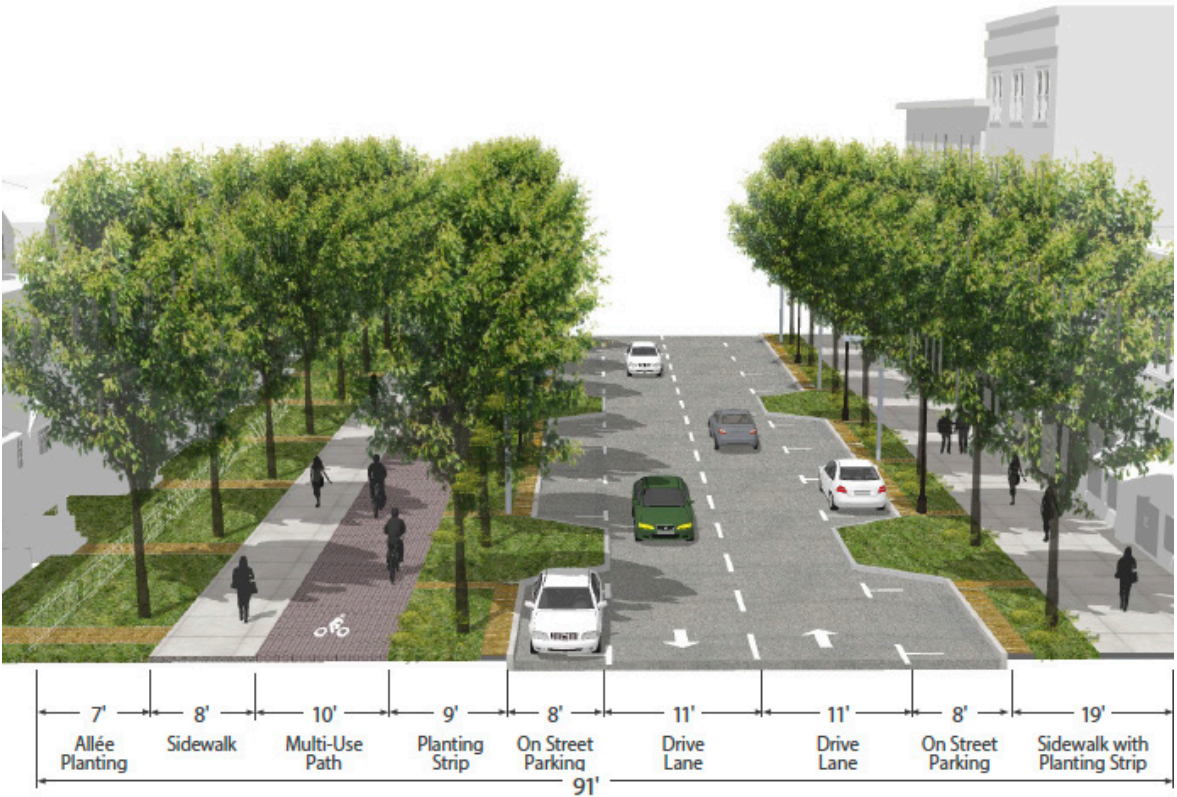 7' 8' 10' 9' 8' 11' 11' 8' 19'
Allée Sidewalk Multi-Use Planting On Street Drive Drive On Street Sidewalk with
Planting Path Strip Parking Lane Lane Parking Planting Strip
91'